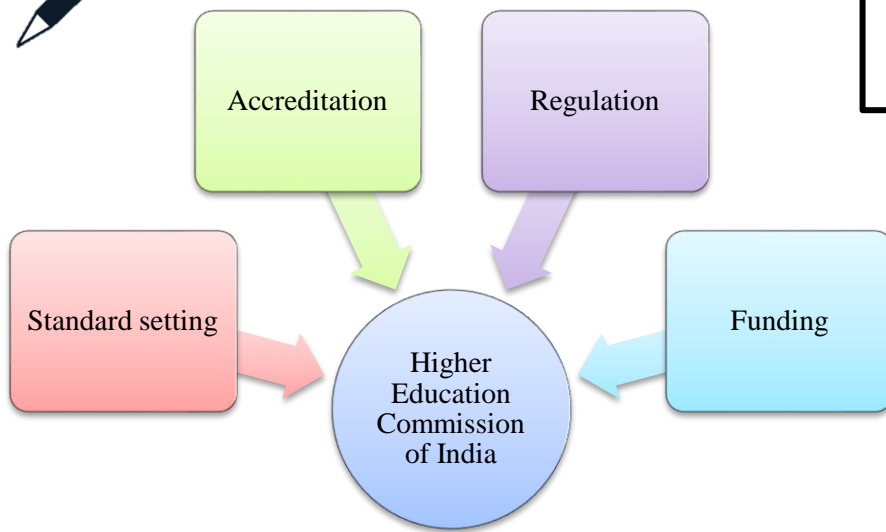 Accreditation
Regulation
Standard setting
Funding
Higher
Education
Commission
of India